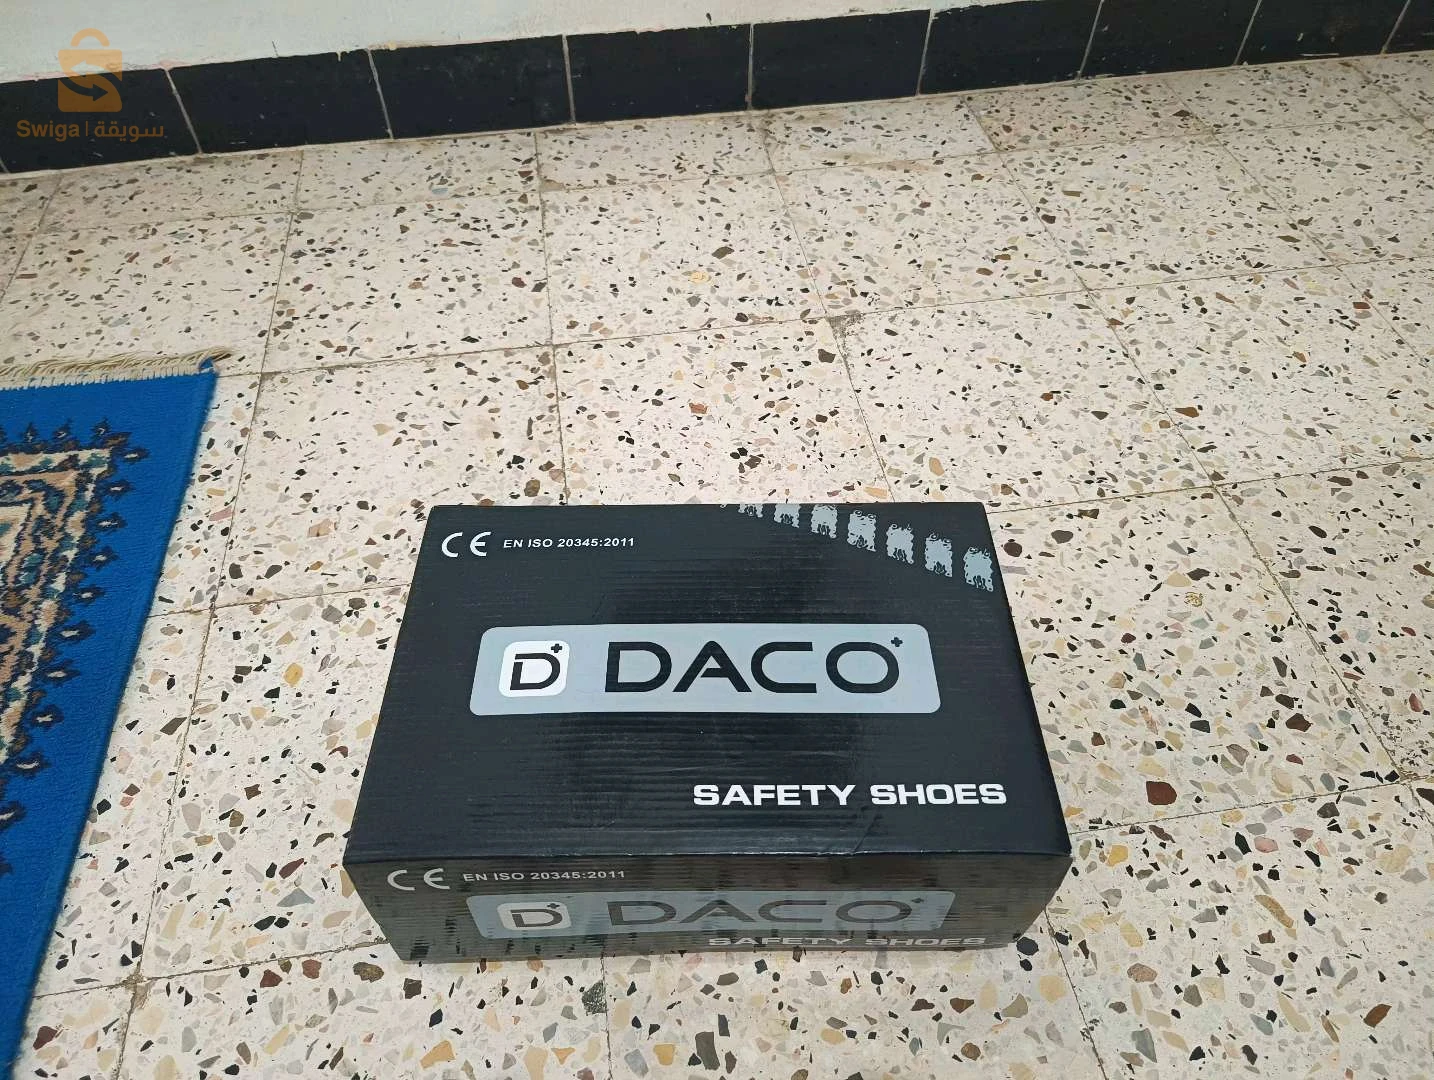 Swiga | سويقة
CE EN ISO 20345:2011
D+ DACO+
SAFETY SHOES
CE EN ISO 20345:2011
D+ DACO+
SAFETY SHOES